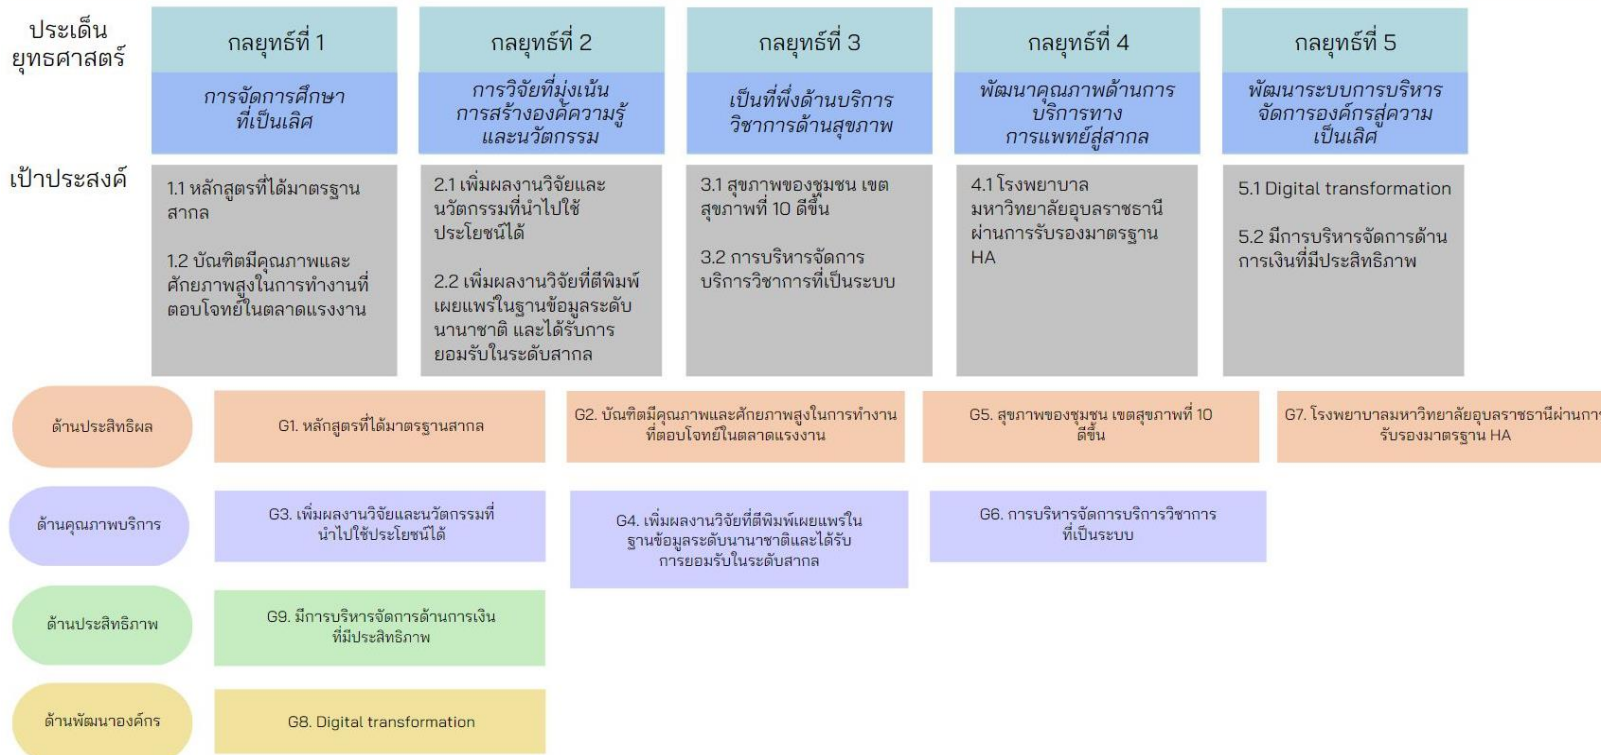 ประเด็น
ยุทธศาสตร์
กลยุทธ์ที่ 1
กลยุทธ์ที่ 2
กลยุทธ์ที่ 3
กลยุทธ์ที่ 4
กลยุทธ์ที่ 5
การจัดการศึกษา
ที่เป็นเลิศ
การวิจัยที่มุ่งเน้น
การสร้างองค์ความรู้
และนวัตกรรม
เป็นที่พึ่งด้านบริการ
วิชาการด้านสุขภาพ
พัฒนาคุณภาพด้านการ
บริการทาง
การแพทย์สู่สากล
พัฒนาระบบการบริหาร
จัดการองค์กรสู่ความ
เป็นเลิศ
เป้าประสงค์
1.1 หลักสูตรที่ได้มาตรฐาน
สากล
1.2 บัณฑิตมีคุณภาพและ
ศักยภาพสูงในการทำงานที่
ตอบโจทย์ในตลาดแรงงาน
2.1 เพิ่มผลงานวิจัยและ
นวัตกรรมที่นำไปใช้
ประโยชน์ได้
2.2 เพิ่มผลงานวิจัยที่ตีพิมพ์
เผยแพร่ในฐานข้อมูลระดับ
นานาชาติ และได้รับการ
ยอมรับในระดับสากล
3.1 สุขภาพของชุมชน เขต
สุขภาพที่ 10 ดีขึ้น
3.2 การบริหารจัดการ
บริการวิชาการที่เป็นระบบ
4.1 โรงพยาบาล
มหาวิทยาลัยอุบลราชธานี
ผ่านการรับรองมาตรฐาน
HA
5.1 Digital transformation
5.2 มีการบริหารจัดการด้าน
การเงินที่มีประสิทธิภาพ
ด้านประสิทธิผล
G1. หลักสูตรที่ได้มาตรฐานสากล
G2. บัณฑิตมีคุณภาพและศักยภาพสูงในการทำงาน
ที่ตอบโจทย์ในตลาดแรงงาน
G5. สุขภาพของชุมชน เขตสุขภาพที่ 10
ดีขึ้น
G7. โรงพยาบาลมหาวิทยาลัยอุบลราชธานีผ่านการ
รับรองมาตรฐาน HA
ด้านคุณภาพบริการ
G3. เพิ่มผลงานวิจัยและนวัตกรรมที่
นำไปใช้ประโยชน์ได้
G4. เพิ่มผลงานวิจัยที่ตีพิมพ์เผยแพร่ใน
ฐานข้อมูลระดับนานาชาติและได้รับ
การยอมรับในระดับสากล
G6. การบริหารจัดการบริการวิชาการ
ที่เป็นระบบ
ด้านประสิทธิภาพ
G9. มีการบริหารจัดการด้านการเงิน
ที่มีประสิทธิภาพ
ด้านพัฒนาองค์กร
G8. Digital transformation